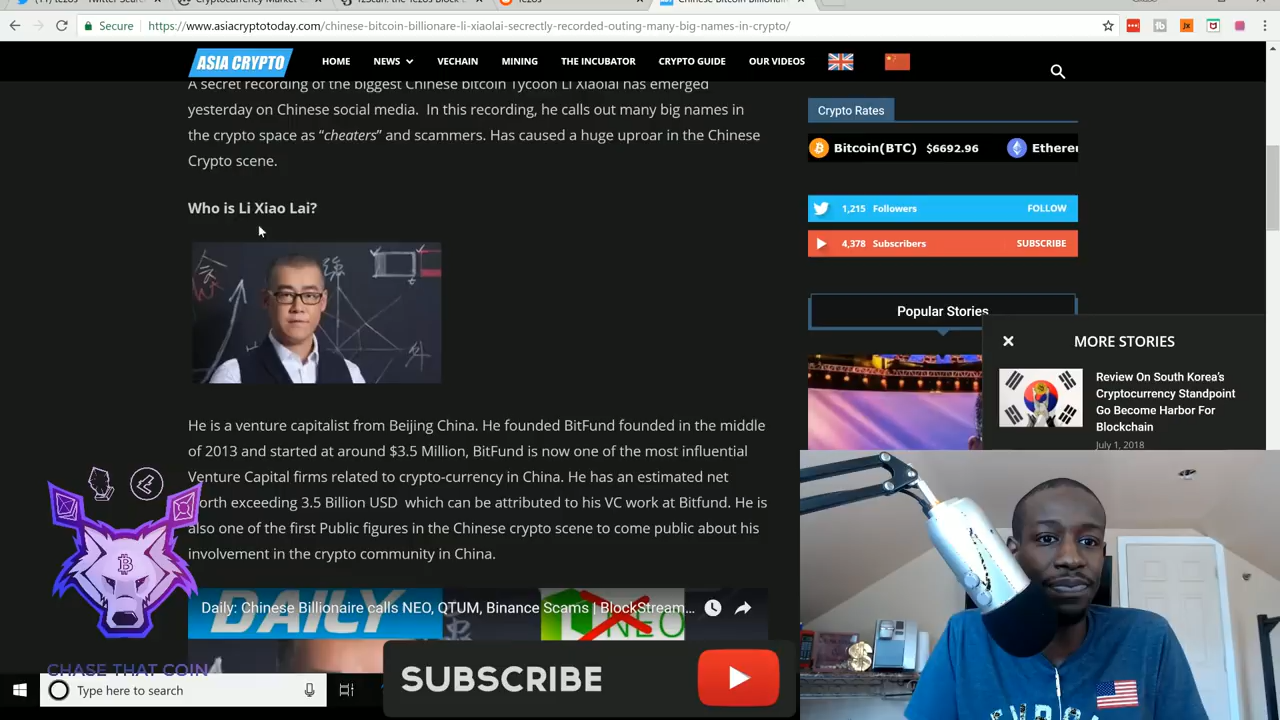 Secure
https://www.asiacryptotoday.com/chinese-bitcoin-billionare-li-xiaolai-secrectly-recorded-outing-many-big-names-in-crypto/
ASIA CRYPTO
HOME
NEWS
VECHAIN
MINING
THE INCUBATOR
CRYPTO GUIDE
OUR VIDEOS
A secret recording of the biggest Chinese bitcoin Tycoon Li Xiaolai has emerged
yesterday on Chinese social media. In this recording, he calls out many big names in
the crypto space as “cheaters” and scammers. Has caused a huge uproar in the Chinese
Crypto scene.
Who is Li Xiao Lai?
He is a venture capitalist from Beijing China. He founded BitFund founded in the middle
of 2013 and started at around $3.5 Million, BitFund is now one of the most influential
Venture Capital firms related to crypto-currency in China. He has an estimated net
worth exceeding 3.5 Billion USD which can be attributed to his VC work at Bitfund. He is
also one of the first Public figures in the Chinese crypto scene to come public about his
involvement in the crypto community in China.
Daily: Chinese Billionaire calls NEO, QTUM, Binance Scams | BlockStream...
DAILY
NEO
Crypto Rates
Bitcoin(BTC) $6692.96
Ether
1,215 Followers
FOLLOW
4,378 Subscribers
SUBSCRIBE
Popular Stories
MORE STORIES
Review On South Korea’s
Cryptocurrency Standpoint
Go Become Harbor For
Blockchain
July 1, 2018
CHASE THAT COIN
SUBSCRIBE
Type here to search